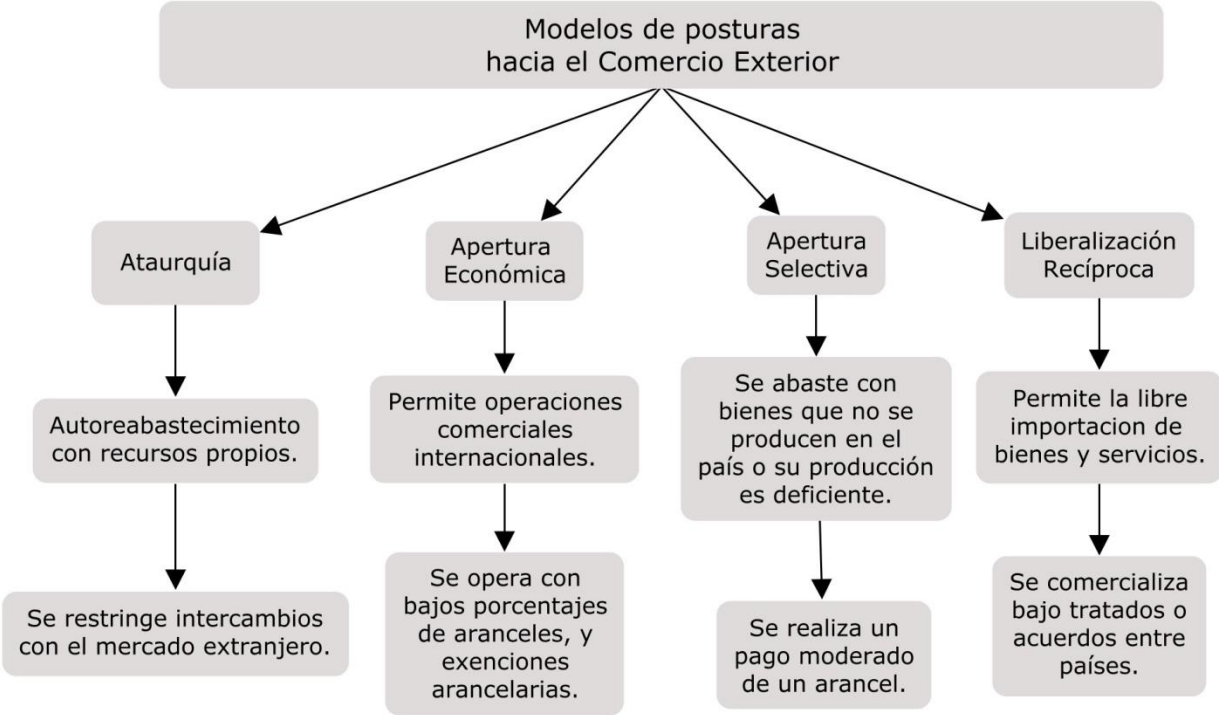 Modelos de posturas
hacia el Comercio Exterior
Ataurquía
Apertura
Económica
Apertura
Selectiva
Liberalización
Recíproca
Autoreabastecimiento
con recursos propios.
Permite operaciones
comerciales
internacionales.
Se abaste con
bienes que no se
producen en el
país o su producción
es deficiente.
Permite la libre
importacion de
bienes y servicios.
Se restringe intercambios
con el mercado extranjero.
Se opera con
bajos porcentajes
de aranceles, y
exenciones
arancelarias.
Se realiza un
pago moderado
de un arancel.
Se comercializa
bajo tratados o
acuerdos entre
países.